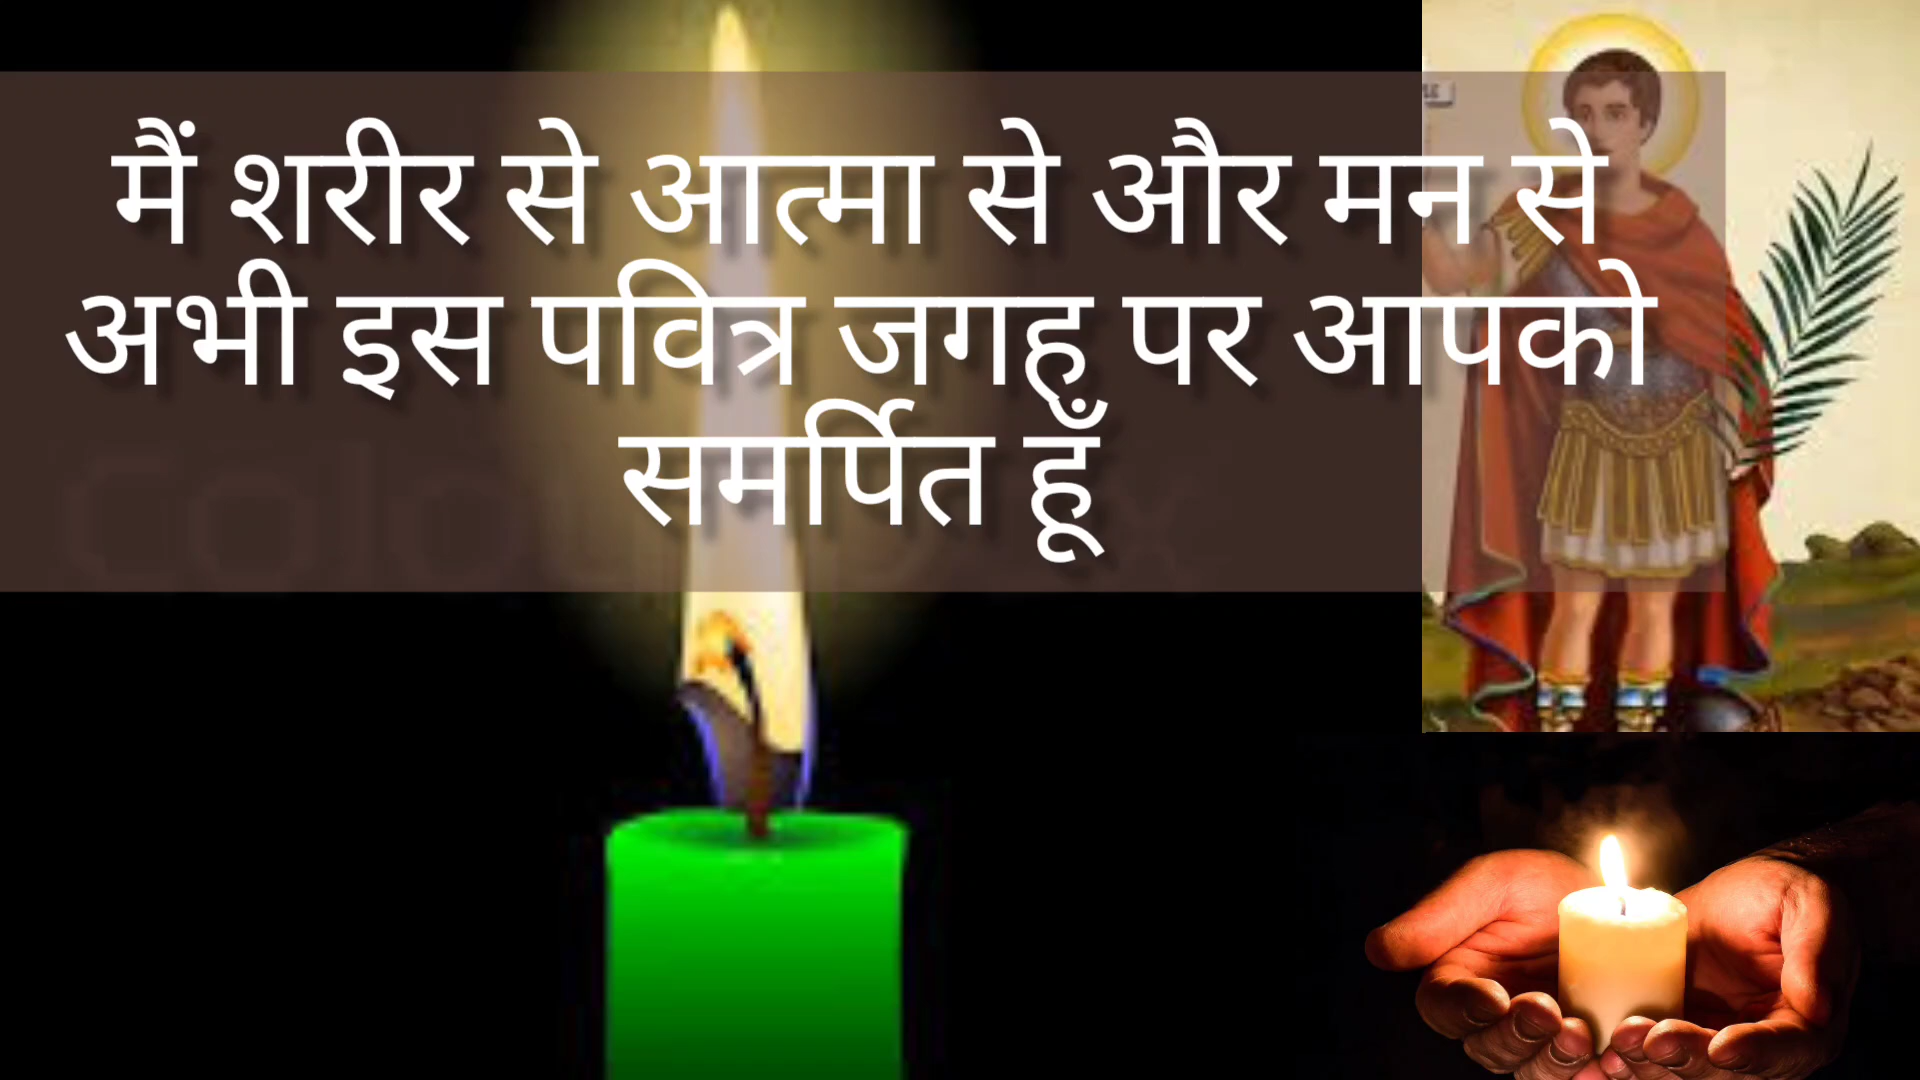 मैं शरीर से आत्मा से और मन से
अभी इस पवित्र जगह पर आपको
समर्पित हूँ